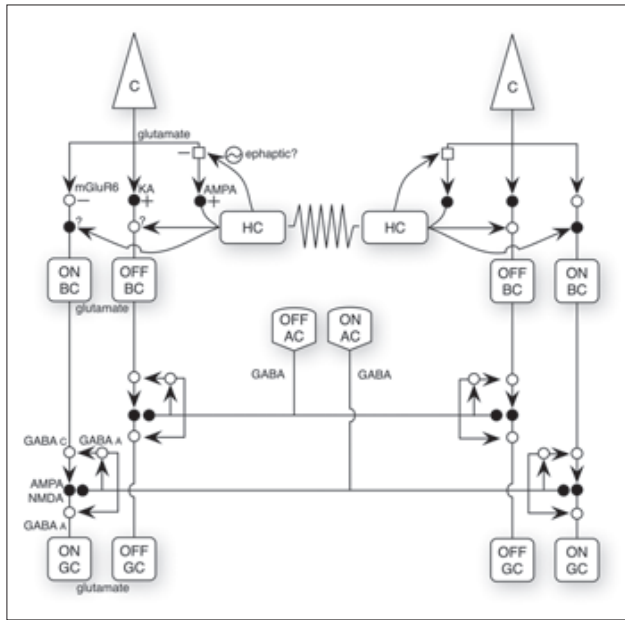 C
C
glutamate
ephaptic?
mGluR6
KA
AMPA
−
−
+
+
?
?
HC
HC
ON
BC
OFF
BC
OFF
BC
ON
BC
glutamate
OFF
AC
ON
AC
GABA
GABA
GABA C
GABA A
AMPA
NMDA
GABA A
ON
GC
OFF
GC
OFF
GC
ON
GC
glutamate